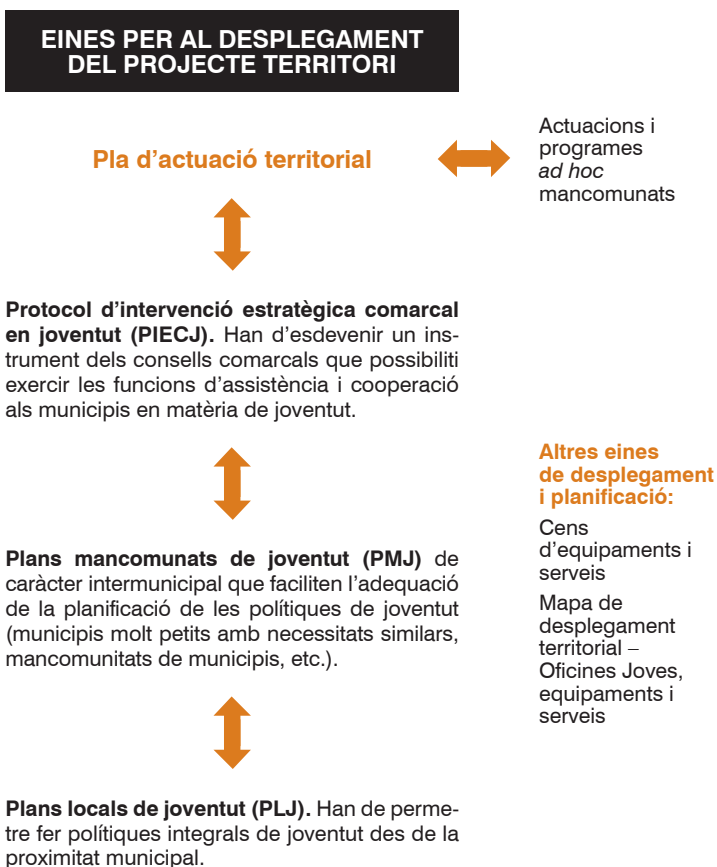 EINES PER AL DESPLEGAMENT
DEL PROJECTE TERRITORI
Pla d'actuació territorial
Actuacions i
programes
ad hoc
mancomunats
Protocol d'intervenció estratègica comarcal
en joventut (PIECJ). Han d'esdevenir un ins-
trument dels consells comarcals que possibiliti
exercir les funcions d'assistència i cooperació
als municipis en matèria de joventut.
Plans mancomunats de joventut (PMJ) de
caràcter intermunicipal que faciliten l'adequació
de la planificació de les polítiques de joventut
(municipis molt petits amb necessitats similars,
mancomunitats de municipis, etc.).
Plans locals de joventut (PLJ). Han de perme-
tre fer polítiques integrals de joventut des de la
proximitat municipal.
Altres eines
de desplegament
i planificació:
Cens
d'equipaments i
serveis
Mapa de
desplegament
territorial –
Oficines Joves,
equipaments i
serveis